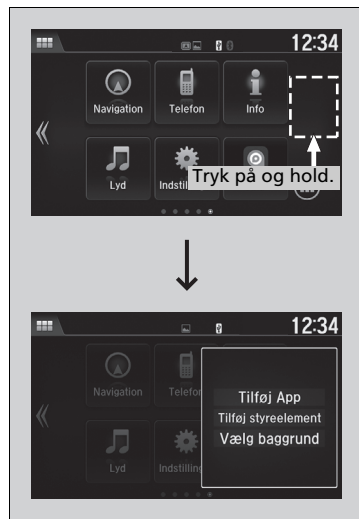 12:34
Navigation Telefon Info
Lyd Indstil
Tryk på og hold.
12:34
Navigation Telefo
Lyd Indstilling
Tilføj App
Tilføj styreelement
Vælg baggrund